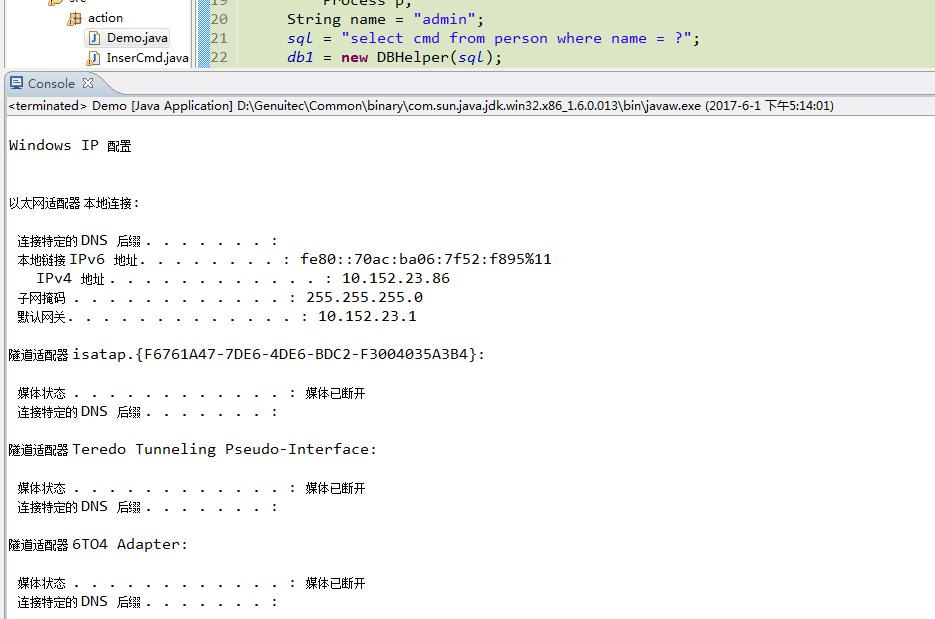 src
action
Demo.java
InserCmd.java
19 Process p;
20 String name = "admin";
21 sql = "select cmd from person where name = ?";
22 db1 = new DBHelper(sql);
Console
<terminated> Demo [Java Application] D:\Genuitec\Common\binary\com.sun.java.jdk.win32.x86_1.6.0.013\bin\javaw.exe (2017-6-1 下午5:14:01)
Windows IP 配置
以太网适配器 本地连接:
连接特定的 DNS 后缀 . . . . . . . :
本地链接 IPv6 地址. . . . . . . . : fe80::70ac:ba06:7f52:f895%11
IPv4 地址 . . . . . . . . . . . . : 10.152.23.86
子网掩码 . . . . . . . . . . . . : 255.255.255.0
默认网关. . . . . . . . . . . . . : 10.152.23.1
隧道适配器 isatap.{F6761A47-7DE6-4DE6-BDC2-F3004035A3B4}:
媒体状态 . . . . . . . . . . . . : 媒体已断开
连接特定的 DNS 后缀 . . . . . . . :
隧道适配器 Teredo Tunneling Pseudo-Interface:
媒体状态 . . . . . . . . . . . . : 媒体已断开
连接特定的 DNS 后缀 . . . . . . . :
隧道适配器 6TO4 Adapter:
媒体状态 . . . . . . . . . . . . : 媒体已断开
连接特定的 DNS 后缀 . . . . . . . :